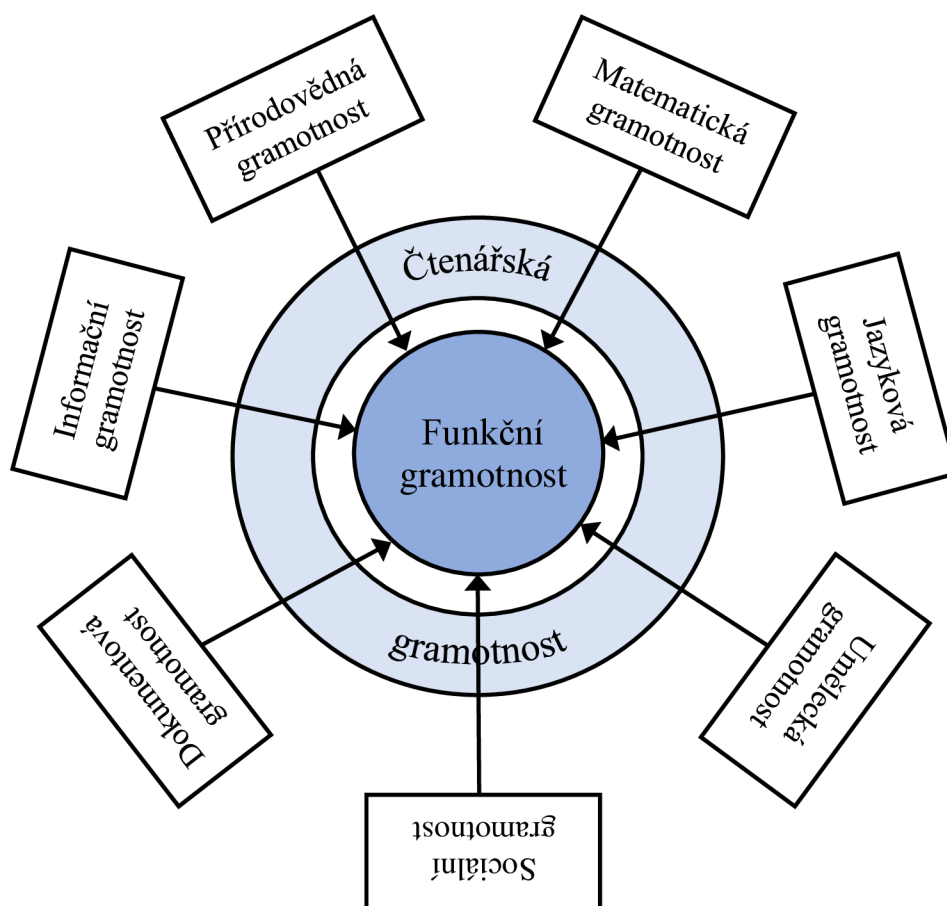 Přírodovědná
gramotnost
Matematická
gramotnost
Čtenářská
Informační
gramotnost
Jazyková
gramotnost
Funkční
gramotnost
Dokumentová
gramotnost
Umělecká
gramotnost
gramotnost
Sociální
gramotnost